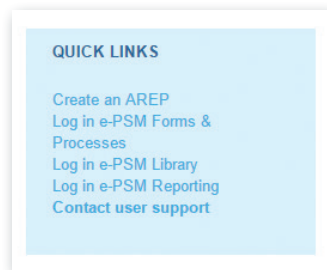 QUICK LINKS
Create an AREP
Log in e-PSM Forms &
Processes
Log in e-PSM Library
Log in e-PSM Reporting
Contact user support